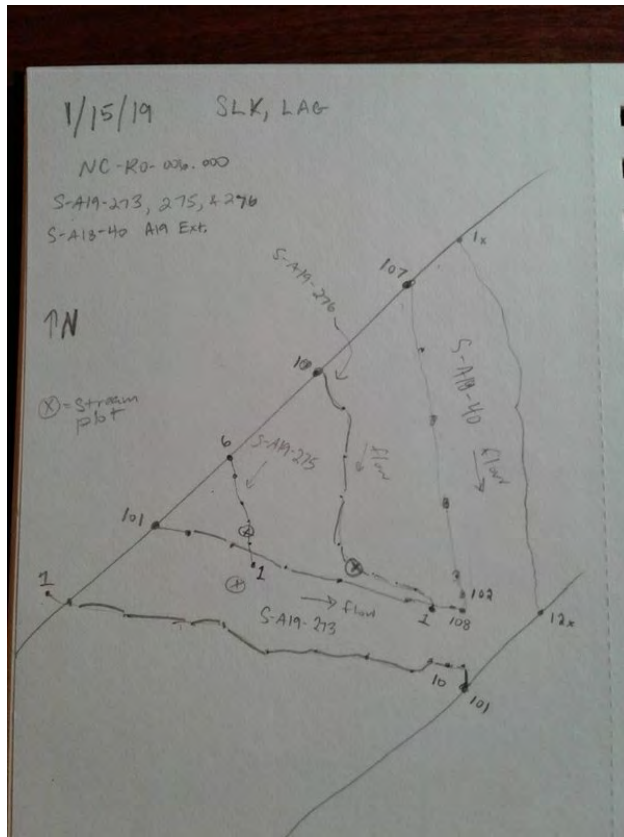 1/15/19 SLK, LAG
NC-RO-006.000
S-A19-273, 275, & 276
S-A18-40 A19 Ext.
↑N
ⓧ = stream
plot
1x
107
S-A19-276
10
S-A18-40
flow
flow
6
S-A19-275
101
1
1
102
1
108
flow
S-A19-273
12x
10
101